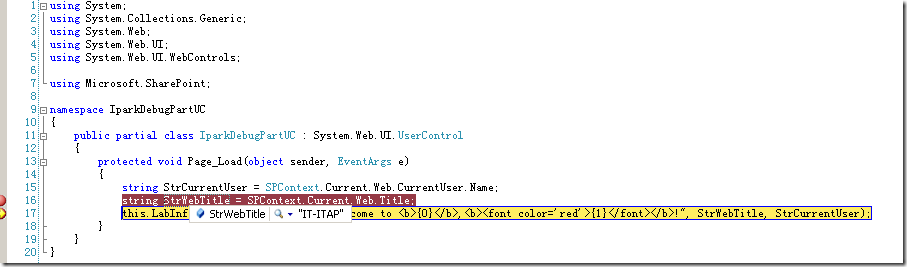 1 using System;
2 using System.Collections.Generic;
3 using System.Web;
4 using System.Web.UI;
5 using System.Web.UI.WebControls;
6
7 using Microsoft.SharePoint;
8
9 namespace IparkDebugPartUC
10 {
11 public partial class IparkDebugPartUC : System.Web.UI.UserControl
12 {
13 protected void Page_Load(object sender, EventArgs e)
14 {
15 string StrCurrentUser = SPContext.Current.Web.CurrentUser.Name;
16 string StrWebTitle = SPContext.Current.Web.Title;
17 this.LabInf StrWebTitle "IT-ITAP" come to <b>{0}</b>,<b><font color='red'>{1}</font></b>!", StrWebTitle, StrCurrentUser);
18 }
19 }
20 }